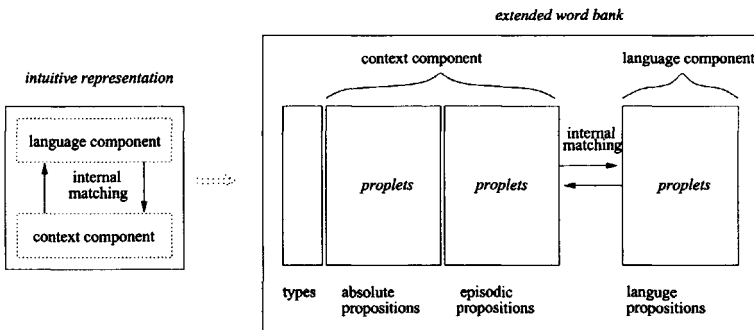 extended word bank
context component
language component
intuitive representation
language component
internal
matching
context component
internal
matching
proplets
proplets
proplets
types
absolute
propositions
episodic propositions
languge
propositions